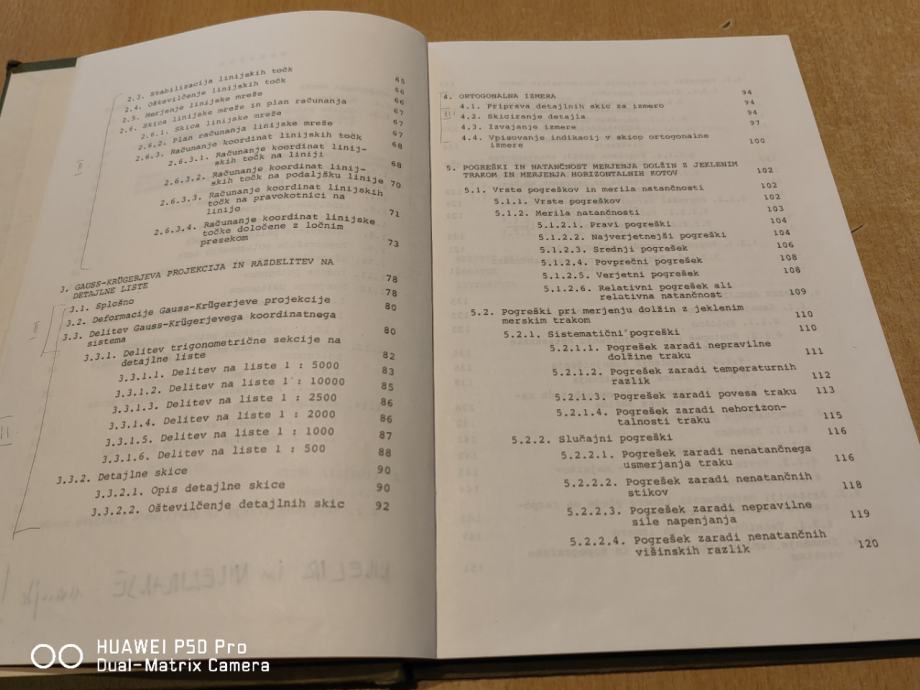 2.3. Stabilizacija linijskih točk 65
2.4. Oštevilčenje linijskih točk 66
2.5. Merjenje linijske mreže 66
2.6. Skica linijske mreže in plan računanja 67
2.6.1. Skica linijske mreže 67
2.6.2. Plan računanja linijske mreže 67
2.6.3. Računanje koordinat linijskih točk 68
2.6.3.1. Računanje koordinat linij-
skih točk na liniji 68
2.6.3.2. Računanje koordinat linij-
skih točk na podaljšku linije 70
2.6.3.3. Računanje koordinat linijskih
točk na pravokotnici na
linijo 71
2.6.3.4. Računanje koordinat linijske
točke določene z ločnim
presekom 73
3. GAUSS-KRÜGERJEVA PROJEKCIJA IN RAZDELITEV NA
DETAJLNE LISTE 78
3.1. Splošno 78
3.2. Deformacije Gauss-Krügerjeve projekcije 80
3.3. Delitev Gauss-Krügerjevega koordinatnega
sistema 80
3.3.1. Delitev trigonometrične sekcije na
detajlne liste 82
3.3.1.1. Delitev na liste 1 : 5000 83
3.3.1.2. Delitev na liste 1 : 10000 85
3.3.1.3. Delitev na liste 1 : 2500 86
3.3.1.4. Delitev na liste 1 : 2000 86
3.3.1.5. Delitev na liste 1 : 1000 87
3.3.1.6. Delitev na liste 1 : 500 88
3.3.2. Detajlne skice 90
3.3.2.1. Opis detajlne skice 90
3.3.2.2. Oštevilčenje detajlnih skic 92
4. ORTOGONALNA IZMERA 94
4.1. Priprava detajlnih skic za izmero 94
4.2. Skiciranje detajla 94
4.3. Izvajanje izmere 97
4.4. Vpisovanje indikacij v skico ortogonalne
izmere 100
5. POGREŠKI IN NATANČNOST MERJENJA DOLŽIN Z JEKLENIM
TRAKOM IN MERJENJA HORIZONTALNIH KOTOV 102
5.1. Vrste pogreškov in merila natančnosti 102
5.1.1. Vrste pogreškov 102
5.1.2. Merila natančnosti 103
5.1.2.1. Pravi pogreški 104
5.1.2.2. Najverjetnejši pogreški 104
5.1.2.3. Srednji pogrešek 106
5.1.2.4. Povprečni pogrešek 108
5.1.2.5. Verjetni pogrešek 108
5.1.2.6. Relativni pogrešek ali
relativna natančnost 109
5.2. Pogreški pri merjenju dolžin z jeklenim
merskim trakom 110
5.2.1. Sistematični pogreški 110
5.2.1.1. Pogrešek zaradi nepravilne
dolžine traku 111
5.2.1.2. Pogrešek zaradi temperaturnih
razlik 112
5.2.1.3. Pogrešek zaradi povesa traku 113
5.2.1.4. Pogrešek zaradi nehorizon-
talnosti traku 115
5.2.2. Slučajni pogreški 116
5.2.2.1. Pogrešek zaradi nenatančnega
usmerjanja traku 116
5.2.2.2. Pogrešek zaradi nenatančnih
stikov 118
5.2.2.3. Pogrešek zaradi nepravilne
sile napenjanja 119
5.2.2.4. Pogrešek zaradi nenatančnih
višinskih razlik 120
HUAWEI P50 Pro
Dual-Matrix Camera